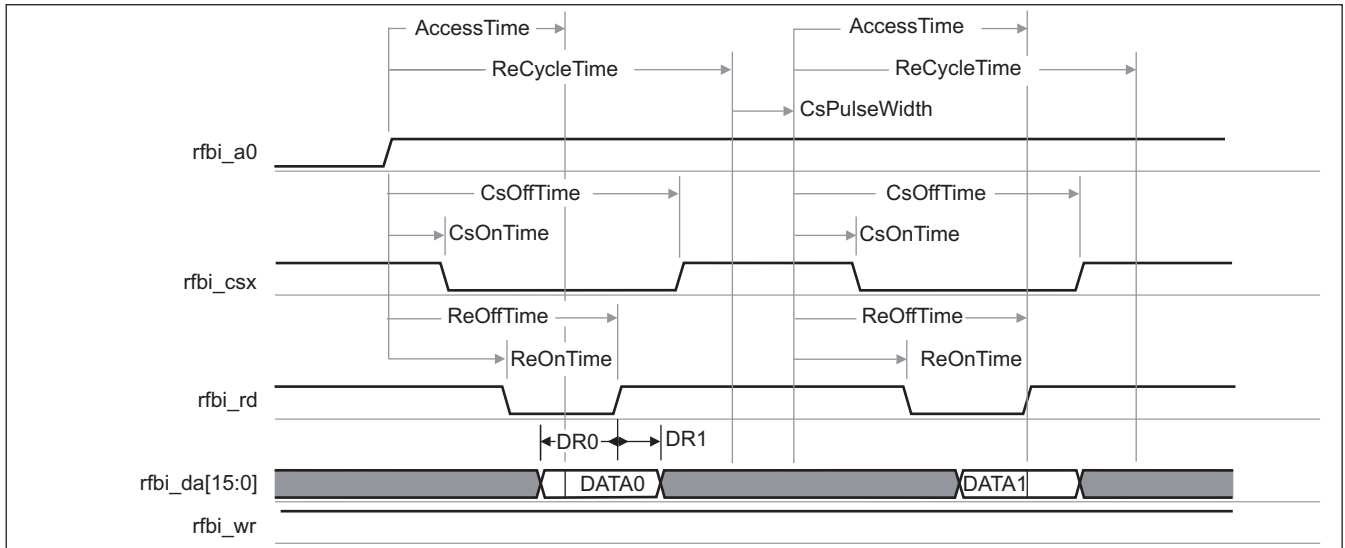 AccessTime AccessTime
ReCycleTime ReCycleTime
CsPulseWidth
rfbi_a0
CsOffTime CsOffTime
CsOnTime CsOnTime
rfbi_csx
ReOffTime ReOffTime
ReOnTime ReOnTime
rfbi_rd
DR0 DR1
rfbi_da[15:0] DATA0 DATA1
rfbi_wr